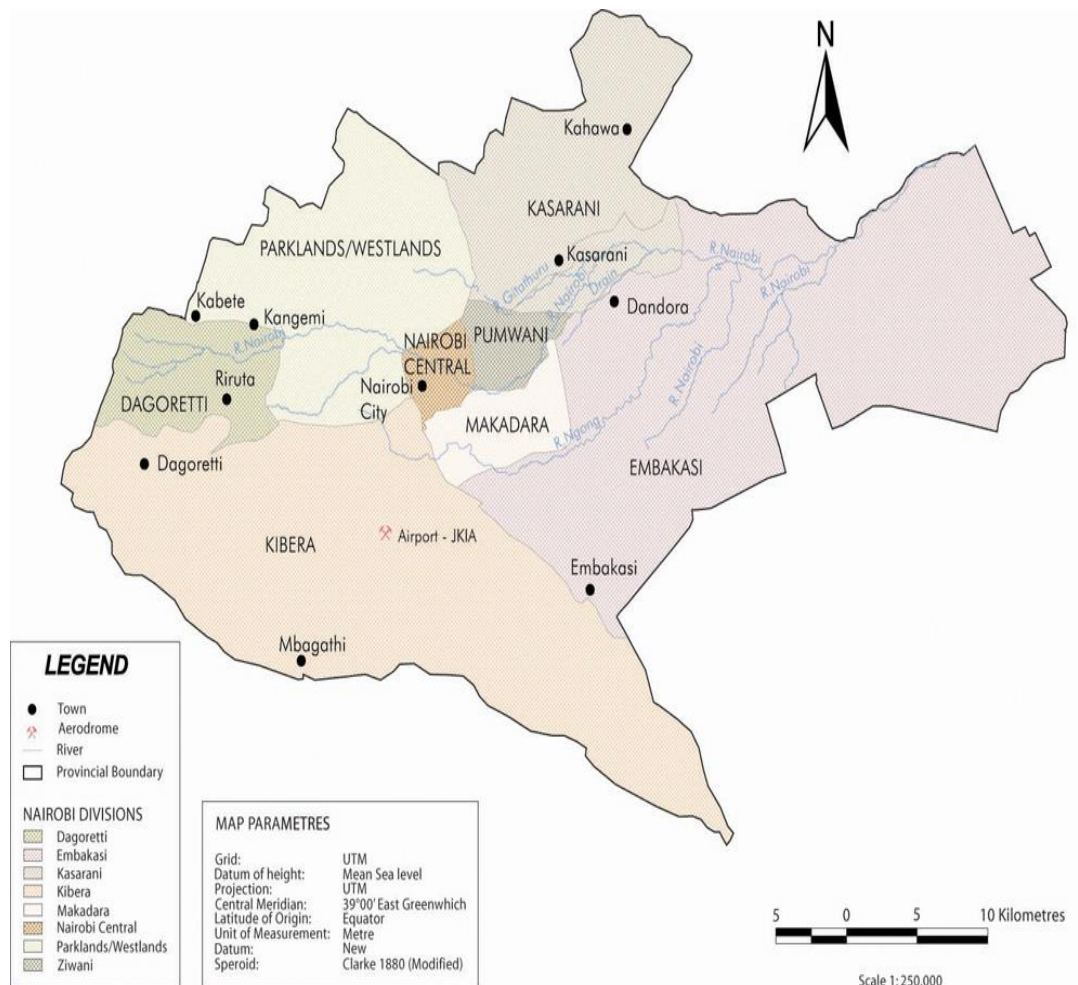 N
Kahawa
KASARANI
PARKLANDS/WESTLANDS
Kasarani
R.Nairobi
R.Gitathuru
R.Nairobi
Drain
R.Nairobi
Kabete
Kangemi
Dandora
R.Nairobi
NAIROBI
CENTRAL
PUMWANI
Riruta
Nairobi
City
R.Nairobi
DAGORETTI
MAKADARA
R.Ngong
Dagoretti
EMBAKASI
KIBERA
Airport - JKIA
Embakasi
Mbagathi
LEGEND
Town
Aerodrome
River
Provincial Boundary
NAIROBI DIVISIONS
Dagoretti
Embakasi
Kasarani
Kibera
Makadara
Nairobi Central
Parklands/Westlands
Ziwani
MAP PARAMETRES
Grid: UTM
Datum of height: Mean Sea level
Projection: UTM
Central Meridian: 39°00' East Greenwhich
Latitude of Origin: Equator
Unit of Measurement: Metre
Datum: New
Speroid: Clarke 1880 (Modified)
5 0 5 10 Kilometres
Scale 1:250,000